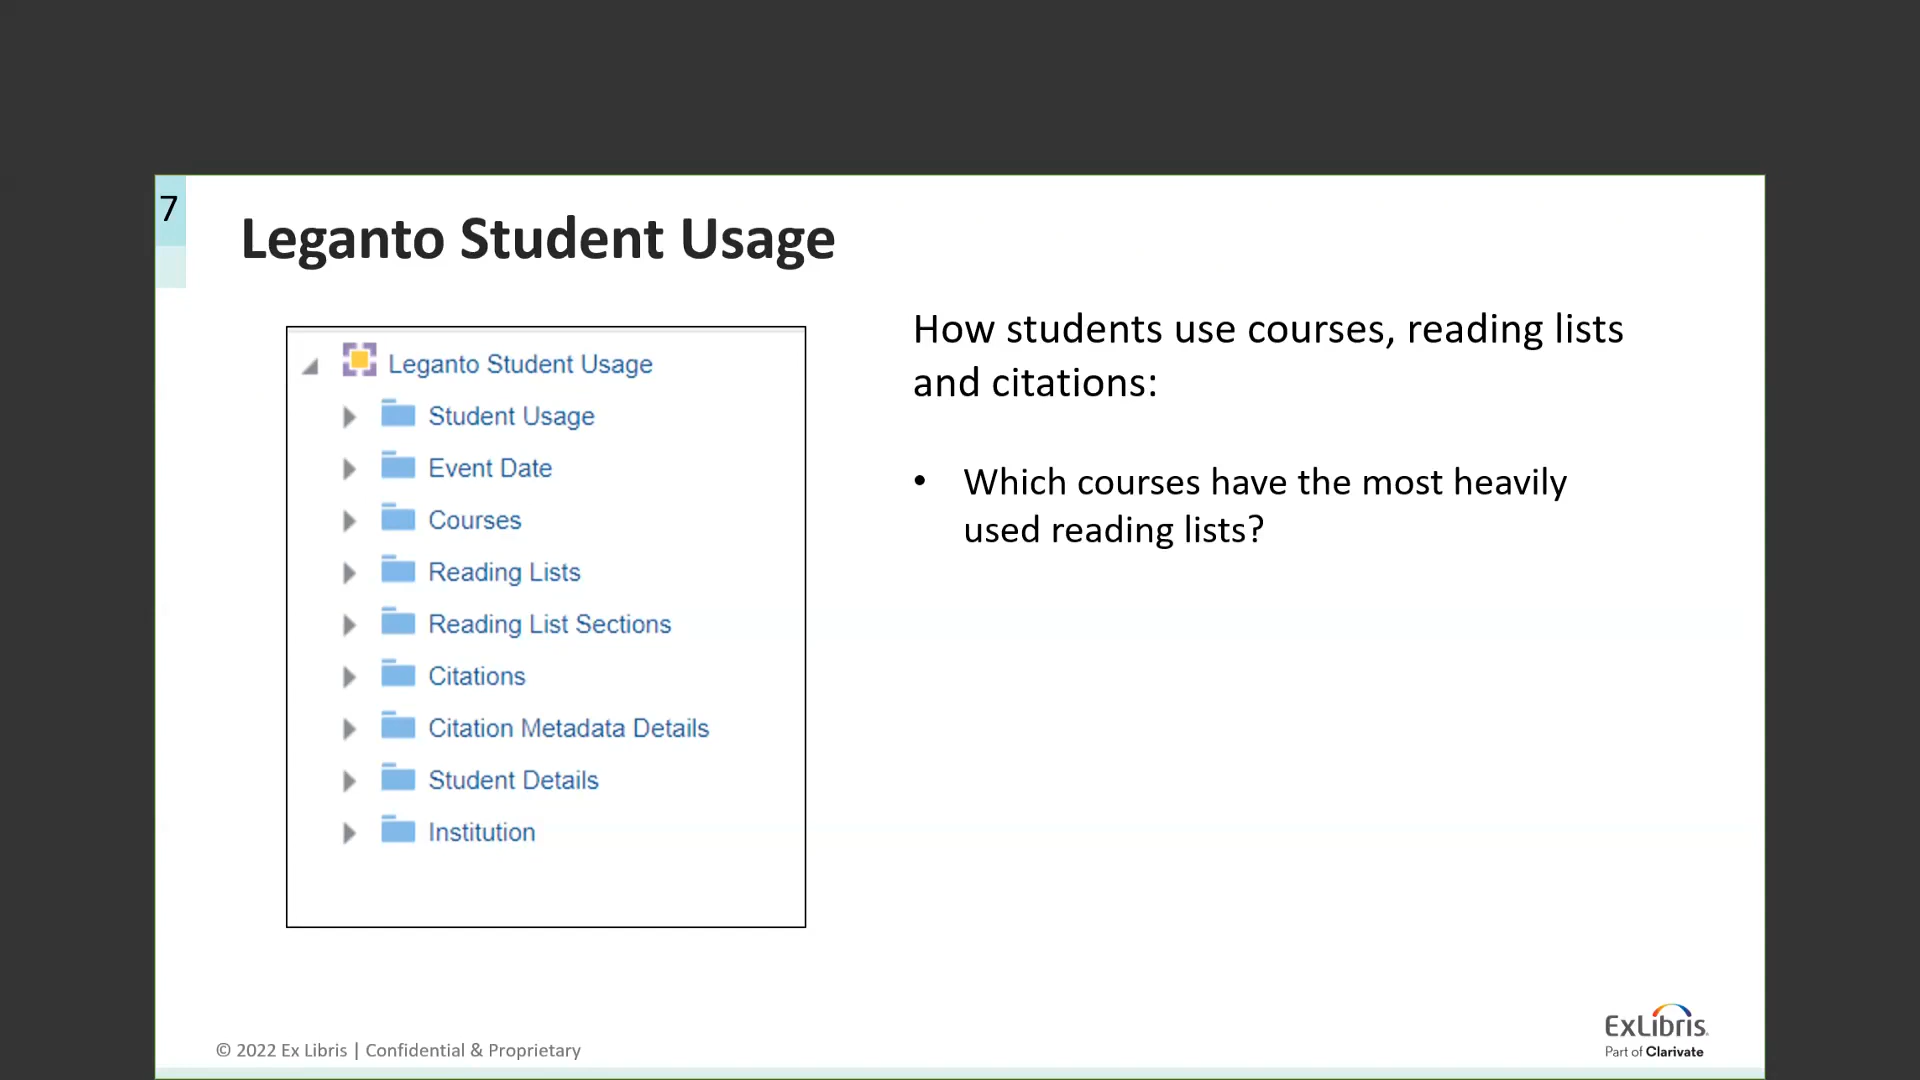 7
Leganto Student Usage
Leganto Student Usage
Student Usage
Event Date
Courses
Reading Lists
Reading List Sections
Citations
Citation Metadata Details
Student Details
Institution
How students use courses, reading lists
and citations:
• Which courses have the most heavily
used reading lists?
© 2022 Ex Libris | Confidential & Proprietary
ExLibris
Part of Clarivate